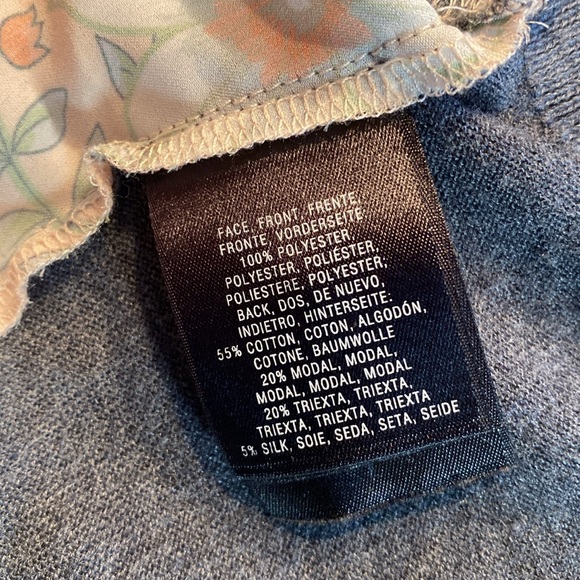 FACE, FRONT, FRENTE,
FRONTE, VORDERSEITE
100% POLYESTER,
POLYESTER, POLIÉSTER,
POLIESTERE, POLYESTER;
BACK, DOS, DE NUEVO,
INDIETRO, HINTERSEITE:
55% COTTON, COTON, ALGODÓN,
COTONE, BAUMWOLLE
20% MODAL, MODAL,
MODAL, MODAL, MODAL
20% TRIEXTA, TRIEXTA,
TRIEXTA, TRIEXTA, TRIEXTA
5% SILK, SOIE, SEDA, SETA, SEIDE